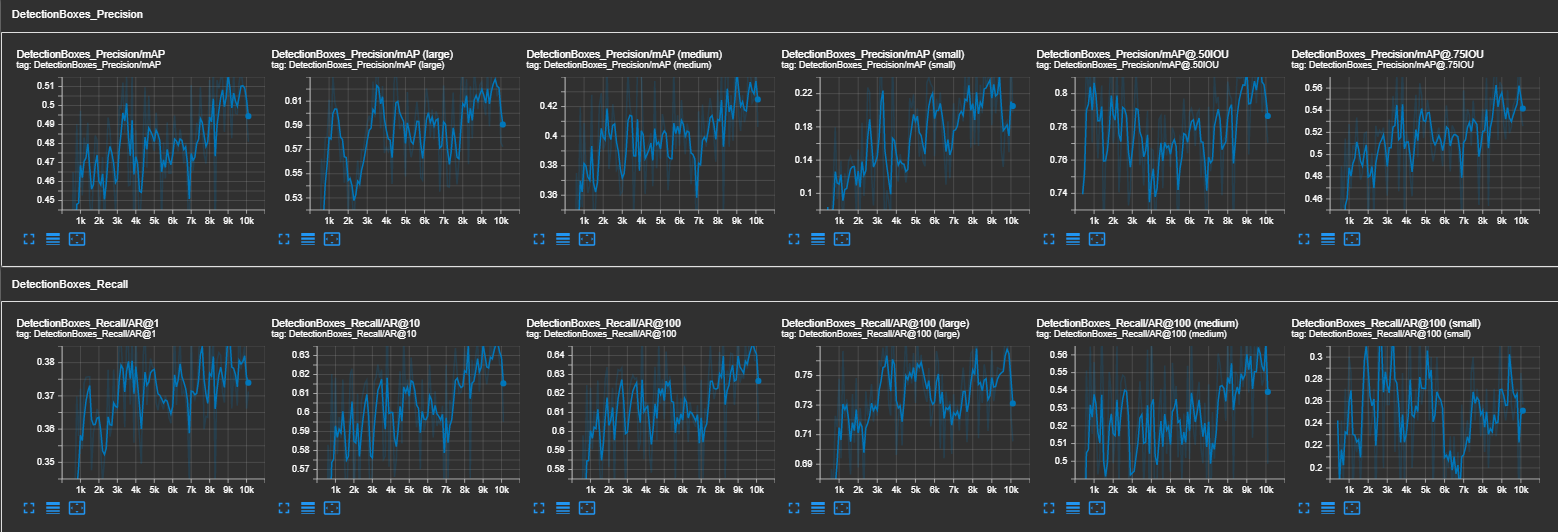 DetectionBoxes_Precision
DetectionBoxes_Precision/mAP
tag: DetectionBoxes_Precision/mAP
0.51
0.5
0.49
0.48
0.47
0.46
0.45
1k 2k 3k 4k 5k 6k 7k 8k 9k 10k
DetectionBoxes_Precision/mAP (large)
tag: DetectionBoxes_Precision/mAP (large)
0.61
0.59
0.57
0.55
0.53
1k 2k 3k 4k 5k 6k 7k 8k 9k 10k
DetectionBoxes_Precision/mAP (medium)
tag: DetectionBoxes_Precision/mAP (medium)
0.42
0.4
0.38
0.36
1k 2k 3k 4k 5k 6k 7k 8k 9k 10k
DetectionBoxes_Precision/mAP (small)
tag: DetectionBoxes_Precision/mAP (small)
0.22
0.18
0.14
0.1
1k 2k 3k 4k 5k 6k 7k 8k 9k 10k
DetectionBoxes_Precision/mAP@.50IOU
tag: DetectionBoxes_Precision/mAP@.50IOU
0.8
0.78
0.76
0.74
1k 2k 3k 4k 5k 6k 7k 8k 9k 10k
DetectionBoxes_Precision/mAP@.75IOU
tag: DetectionBoxes_Precision/mAP@.75IOU
0.56
0.54
0.52
0.5
0.48
0.46
1k 2k 3k 4k 5k 6k 7k 8k 9k 10k
DetectionBoxes_Recall
DetectionBoxes_Recall/AR@1
tag: DetectionBoxes_Recall/AR@1
0.38
0.37
0.36
0.35
1k 2k 3k 4k 5k 6k 7k 8k 9k 10k
DetectionBoxes_Recall/AR@10
tag: DetectionBoxes_Recall/AR@10
0.63
0.62
0.61
0.6
0.59
0.58
0.57
1k 2k 3k 4k 5k 6k 7k 8k 9k 10k
DetectionBoxes_Recall/AR@100
tag: DetectionBoxes_Recall/AR@100
0.64
0.62
0.6
0.58
1k 2k 3k 4k 5k 6k 7k 8k 9k 10k
DetectionBoxes_Recall/AR@100 (large)
tag: DetectionBoxes_Recall/AR@100 (large)
0.75
0.73
0.71
0.69
1k 2k 3k 4k 5k 6k 7k 8k 9k 10k
DetectionBoxes_Recall/AR@100 (medium)
tag: DetectionBoxes_Recall/AR@100 (medium)
0.56
0.55
0.54
0.53
0.52
0.51
0.5
1k 2k 3k 4k 5k 6k 7k 8k 9k 10k
DetectionBoxes_Recall/AR@100 (small)
tag: DetectionBoxes_Recall/AR@100 (small)
0.3
0.28
0.26
0.24
0.22
0.2
1k 2k 3k 4k 5k 6k 7k 8k 9k 10k